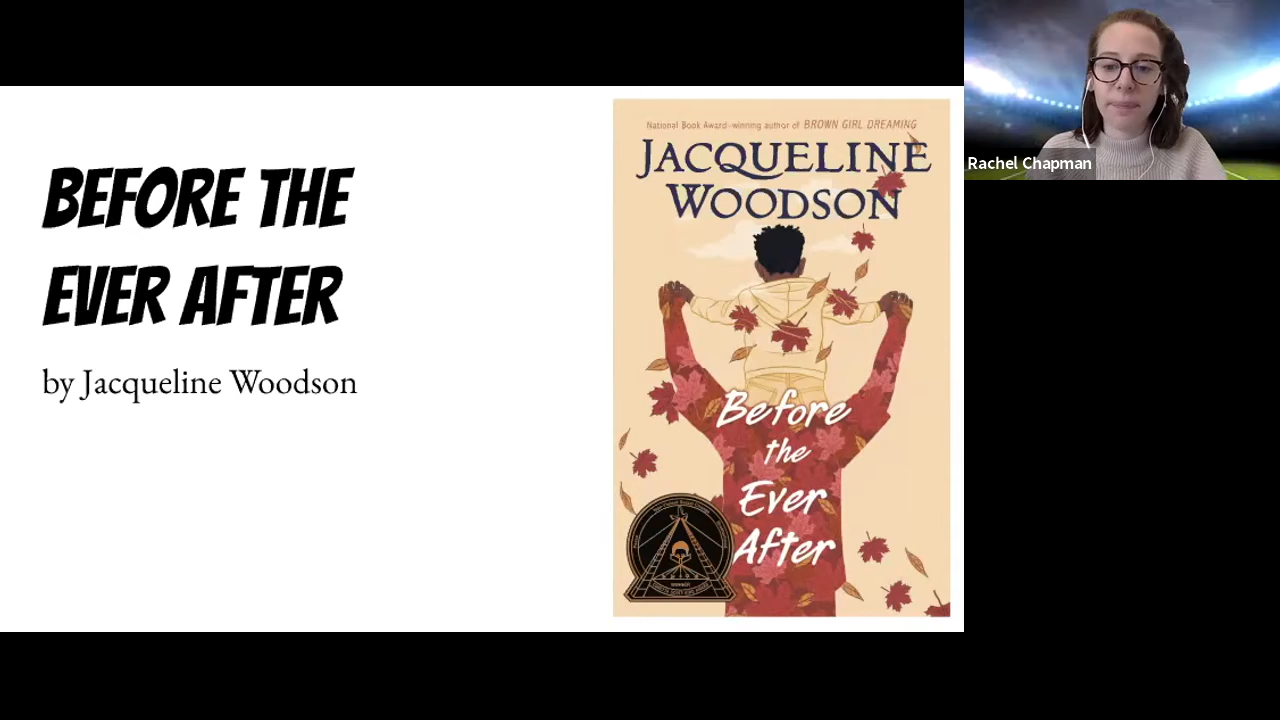 BEFORE THE
EVER AFTER
by Jacqueline Woodson
National Book Award-winning author of BROWN GIRL DREAMING
JACQUELINE
WOODSON
Before
the
Ever
After
Rachel Chapman